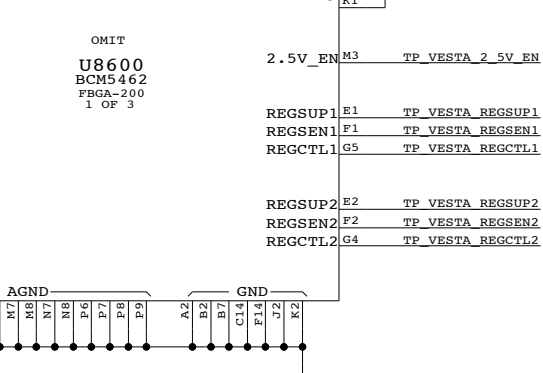 K1
OMIT
U8600
BCM5462
FBGA-200
1 OF 3
2.5V_EN M3 TP_VESTA_2_5V_EN
REGSUP1 E1 TP_VESTA_REGSUP1
REGSEN1 F1 TP_VESTA_REGSEN1
REGCTL1 G5 TP_VESTA_REGCTL1
REGSUP2 E2 TP_VESTA_REGSUP2
REGSEN2 F2 TP_VESTA_REGSEN2
REGCTL2 G4 TP_VESTA_REGCTL2
AGND GND
M7 M8 N7 N8 P6 P7 P8 P9 A2 B2 B7 C14 F14 J2 K2